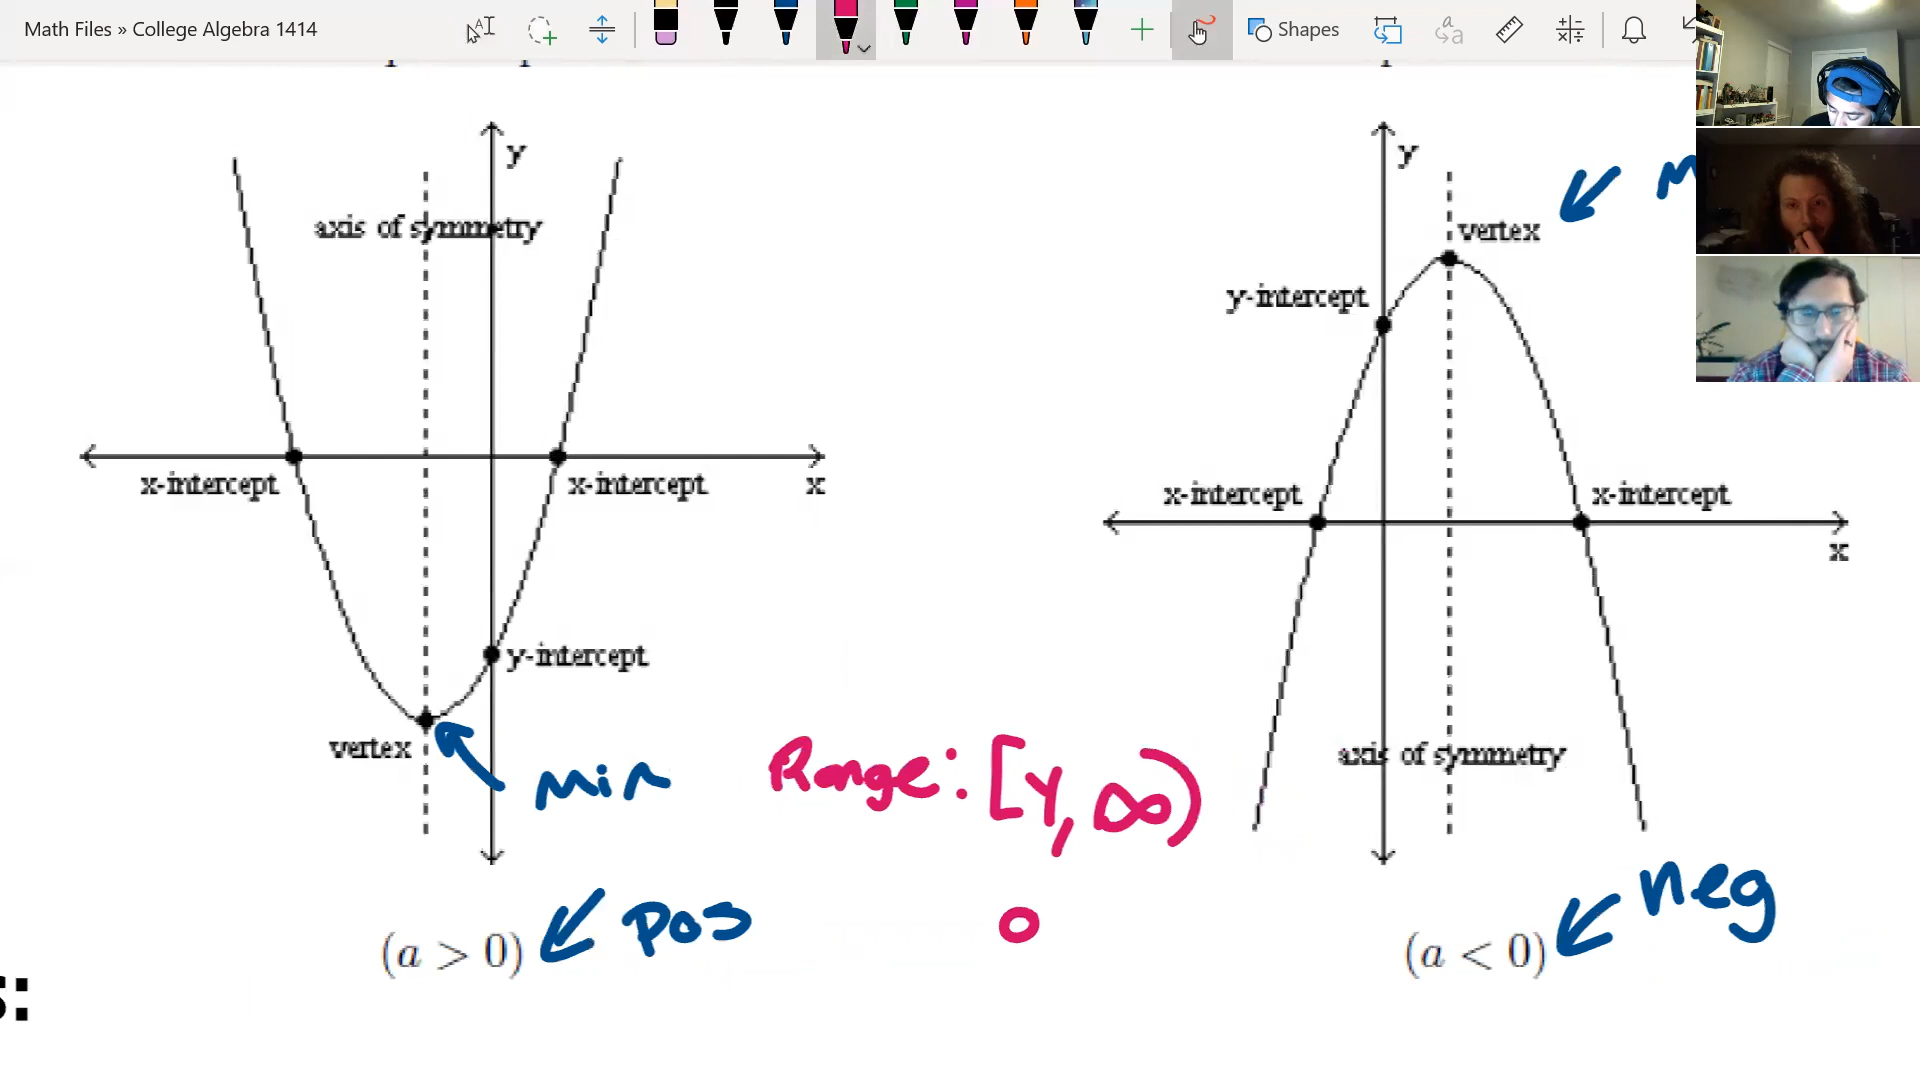 Math Files » College Algebra 1414
Shapes
y
axis of symmetry
x-intercept
x-intercept
x
y-intercept
vertex
Min
(a > 0)
pos
Range: [y, ∞)
o
y
vertex
M
y-intercept
x-intercept
x-intercept
x
axis of symmetry
(a < 0)
neg
s: